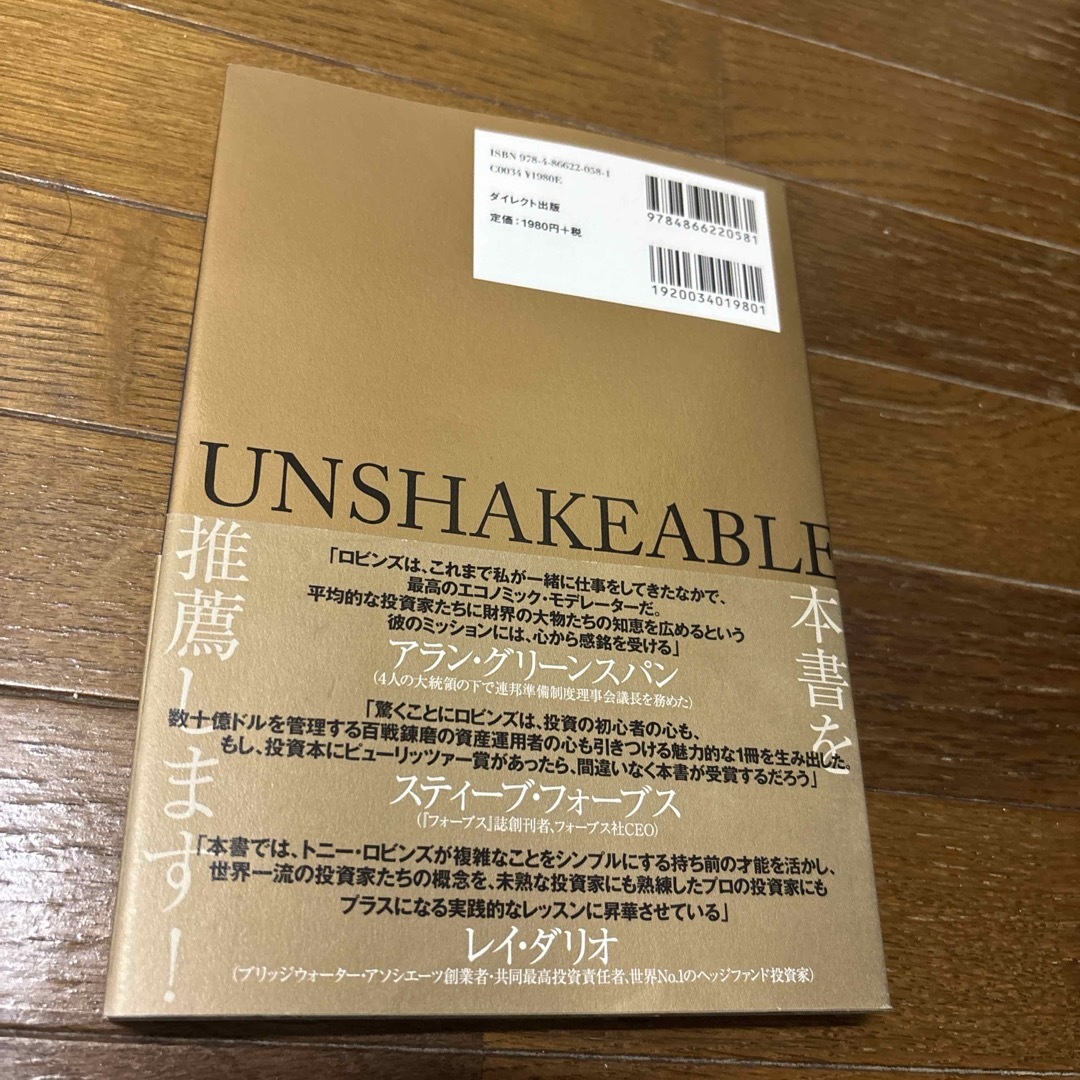 ISBN 978-4-86622-058-1
C0034 ¥1980E
ダイレクト出版
定価：1980円＋税
9784866220581
1920034019801
UNSHAKEABLE
本書を
推薦します！
「ロビンズは、これまで私が一緒に仕事をしてきたなかで、
最高のエコノミック・モデレーターだ。
平均的な投資家たちに財界の大物たちの知恵を広めるという
彼のミッションには、心から感銘を受ける」
アラン・グリーンスパン
（4人の大統領の下で連邦準備制度理事会議長を務めた）
「驚くことにロビンズは、投資の初心者の心も、
数十億ドルを管理する百戦錬磨の資産運用者の心も引きつける魅力的な1冊を生み出した。
もし、投資本にピューリッツァー賞があったら、間違いなく本書が受賞するだろう」
スティーブ・フォーブス
（『フォーブス』誌創刊者、フォーブス社CEO）
「本書では、トニー・ロビンズが複雑なことをシンプルにする持ち前の才能を活かし、
世界一流の投資家たちの概念を、未熟な投資家にも熟練したプロの投資家にも
プラスになる実践的なレッスンに昇華させている」
レイ・ダリオ
（ブリッジウォーター・アソシエーツ創業者・共同最高投資責任者、世界No.1のヘッジファンド投資家）